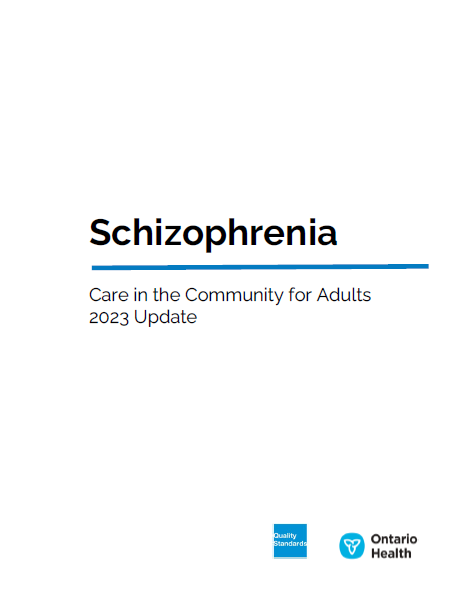 Schizophrenia
Care in the Community for Adults
2023 Update
Quality
Standards
Ontario
Health